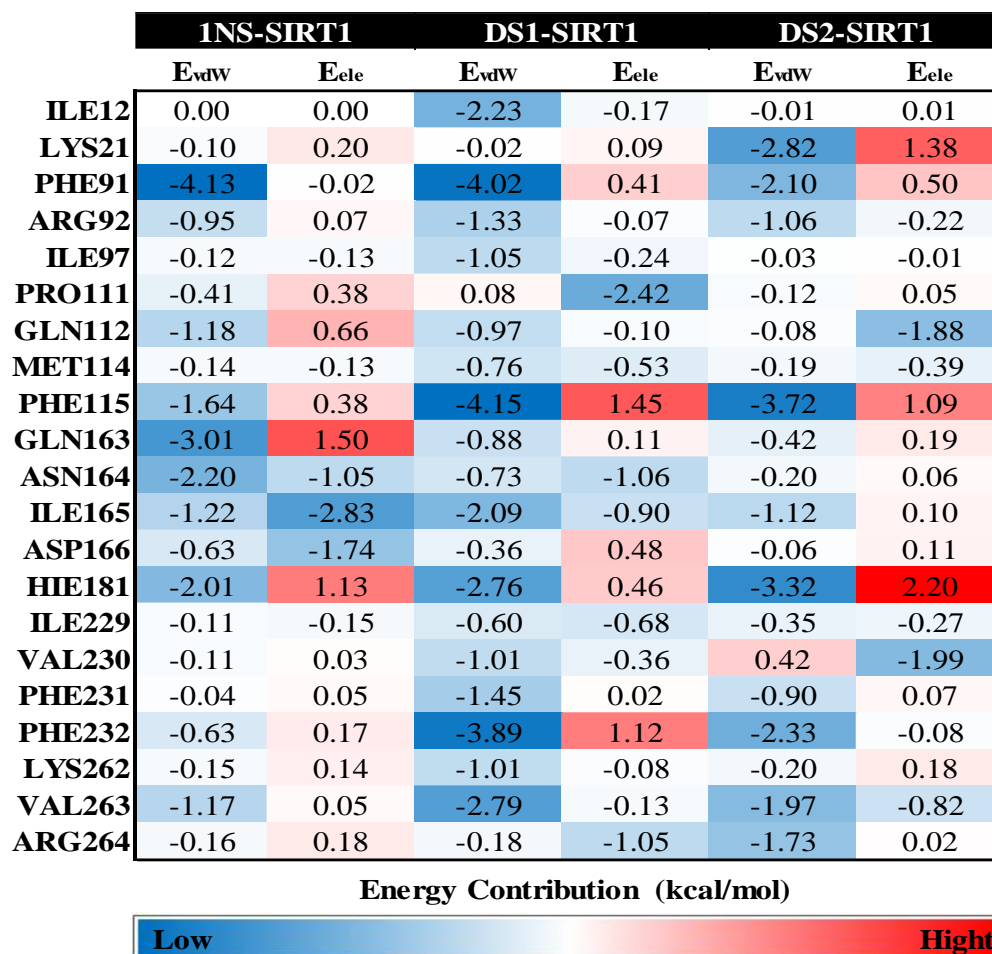 1NS-SIRT1 DS1-SIRT1 DS2-SIRT1
EvdW Eele EvdW Eele EvdW Eele
ILE12 0.00 0.00 -2.23 -0.17 -0.01 0.01
LYS21 -0.10 0.20 -0.02 0.09 -2.82 1.38
PHE91 -4.13 -0.02 -4.02 0.41 -2.10 0.50
ARG92 -0.95 0.07 -1.33 -0.07 -1.06 -0.22
ILE97 -0.12 -0.13 -1.05 -0.24 -0.03 -0.01
PRO111 -0.41 0.38 0.08 -2.42 -0.12 0.05
GLN112 -1.18 0.66 -0.97 -0.10 -0.08 -1.88
MET114 -0.14 -0.13 -0.76 -0.53 -0.19 -0.39
PHE115 -1.64 0.38 -4.15 1.45 -3.72 1.09
GLN163 -3.01 1.50 -0.88 0.11 -0.42 0.19
ASN164 -2.20 -1.05 -0.73 -1.06 -0.20 0.06
ILE165 -1.22 -2.83 -2.09 -0.90 -1.12 0.10
ASP166 -0.63 -1.74 -0.36 0.48 -0.06 0.11
HIE181 -2.01 1.13 -2.76 0.46 -3.32 2.20
ILE229 -0.11 -0.15 -0.60 -0.68 -0.35 -0.27
VAL230 -0.11 0.03 -1.01 -0.36 0.42 -1.99
PHE231 -0.04 0.05 -1.45 0.02 -0.90 0.07
PHE232 -0.63 0.17 -3.89 1.12 -2.33 -0.08
LYS262 -0.15 0.14 -1.01 -0.08 -0.20 0.18
VAL263 -1.17 0.05 -2.79 -0.13 -1.97 -0.82
ARG264 -0.16 0.18 -0.18 -1.05 -1.73 0.02
Energy Contribution (kcal/mol)
Low Hight